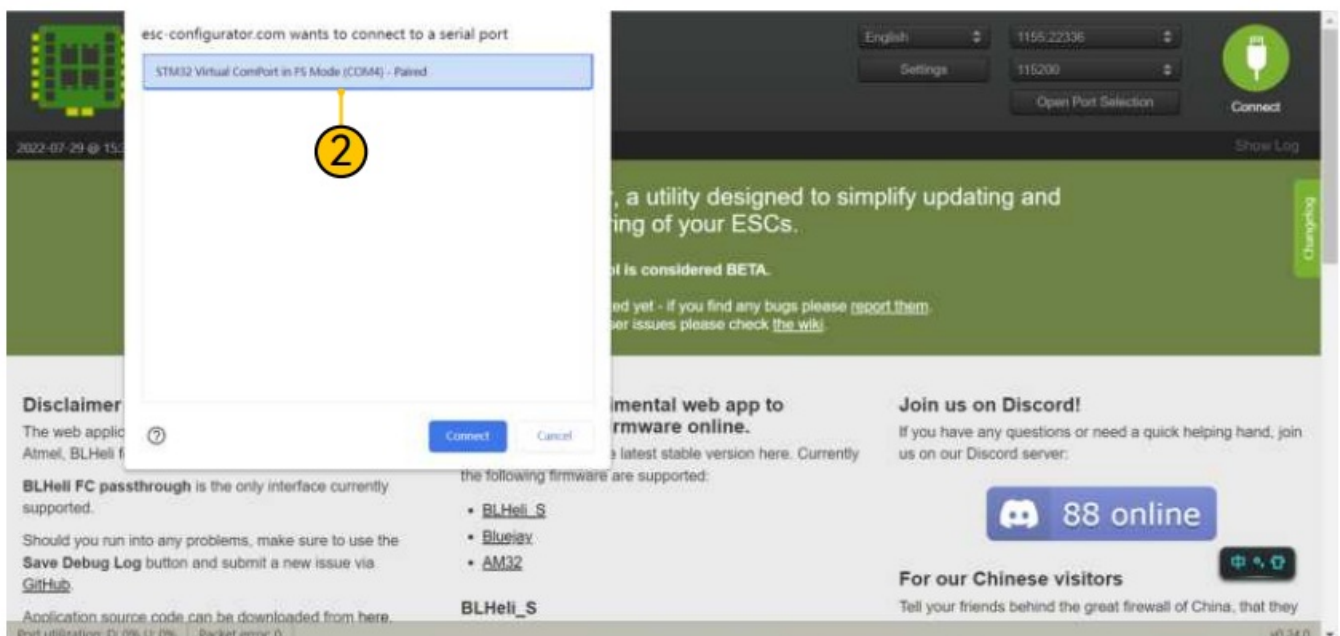 esc-configurator.com wants to connect to a serial port
STM32 Virtual ComPort in FS Mode (COM4) - Paired
2
Connect
Cancel
English
1155:22336
Settings
115200
Open Port Selection
Connect
2022-07-29 @ 15:
Show Log
, a utility designed to simplify updating and
ring of your ESCs.
is considered BETA.
ed yet - if you find any bugs please report them.
ser issues please check the wiki.
Changelog
Disclaimer
The web applic
Atmel, BLHeli f
BLHeli FC passthrough is the only interface currently
supported.
Should you run into any problems, make sure to use the
Save Debug Log button and submit a new issue via
GitHub.
Application source code can be downloaded from here.
imental web app to
rmware online.
latest stable version here. Currently
the following firmware are supported:
• BLHeli_S
• Bluejay
• AM32
BLHeli_S
Join us on Discord!
If you have any questions or need a quick helping hand, join
us on our Discord server:
88 online
中
For our Chinese visitors
Tell your friends behind the great firewall of China, that they
Port utilization: D: 0% U: 0%
Packet error: 0
v0.24.0